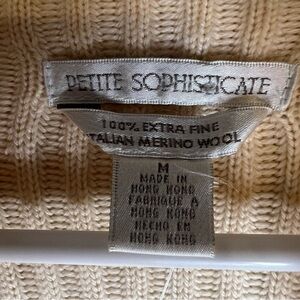 PETITE SOPHISTICATE
100% EXTRA FINE
ITALIAN MERINO WOOL
M
MADE IN
HONG KONG
FABRIQUE A
HONG KONG
HECHO EN
HONG KONG